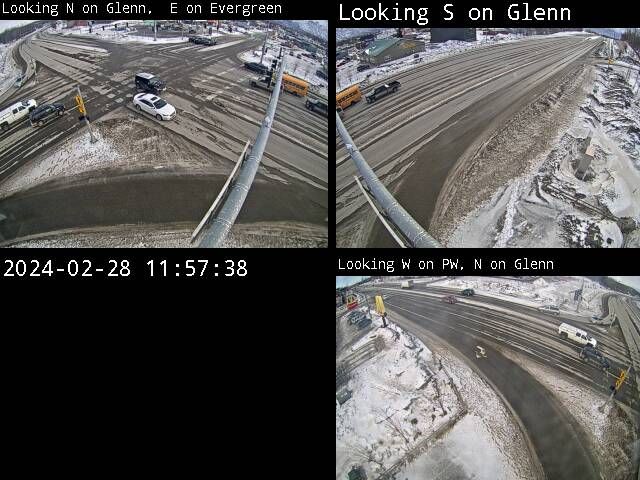 Looking N on Glenn,  E on Evergreen
Looking S on Glenn
2024-02-28 11:57:38
Looking W on PW, N on Glenn